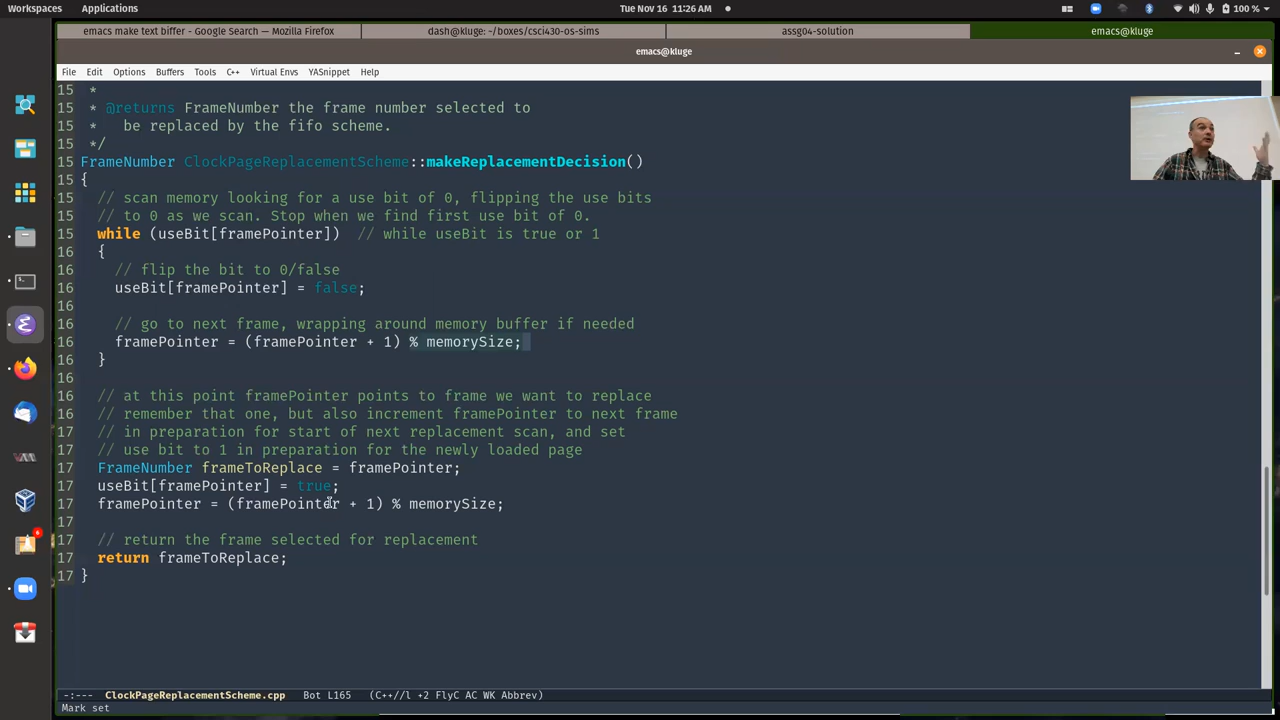 Workspaces Applications Tue Nov 16 11:26 AM 100 %
emacs make text biffer - Google Search — Mozilla Firefox dash@kluge: ~/boxes/csci430-os-sims assg04-solution emacs@kluge
emacs@kluge
File Edit Options Buffers Tools C++ Virtual Envs YASnippet Help
15 *
15 * @returns FrameNumber the frame number selected to
15 * be replaced by the fifo scheme.
15 */
15 FrameNumber ClockPageReplacementScheme::makeReplacementDecision()
15 {
15 // scan memory looking for a use bit of 0, flipping the use bits
15 // to 0 as we scan. Stop when we find first use bit of 0.
15 while (useBit[framePointer]) // while useBit is true or 1
16 {
16 // flip the bit to 0/false
16 useBit[framePointer] = false;
16
16 // go to next frame, wrapping around memory buffer if needed
16 framePointer = (framePointer + 1) % memorySize;
16 }
16
16 // at this point framePointer points to frame we want to replace
16 // remember that one, but also increment framePointer to next frame
17 // in preparation for start of next replacement scan, and set
17 // use bit to 1 in preparation for the newly loaded page
17 FrameNumber frameToReplace = framePointer;
17 useBit[framePointer] = true;
17 framePointer = (framePointer + 1) % memorySize;
17
17 // return the frame selected for replacement
17 return frameToReplace;
17 }
-:--- ClockPageReplacementScheme.cpp Bot L165 (C++//l +2 FlyC AC WK Abbrev)
Mark set